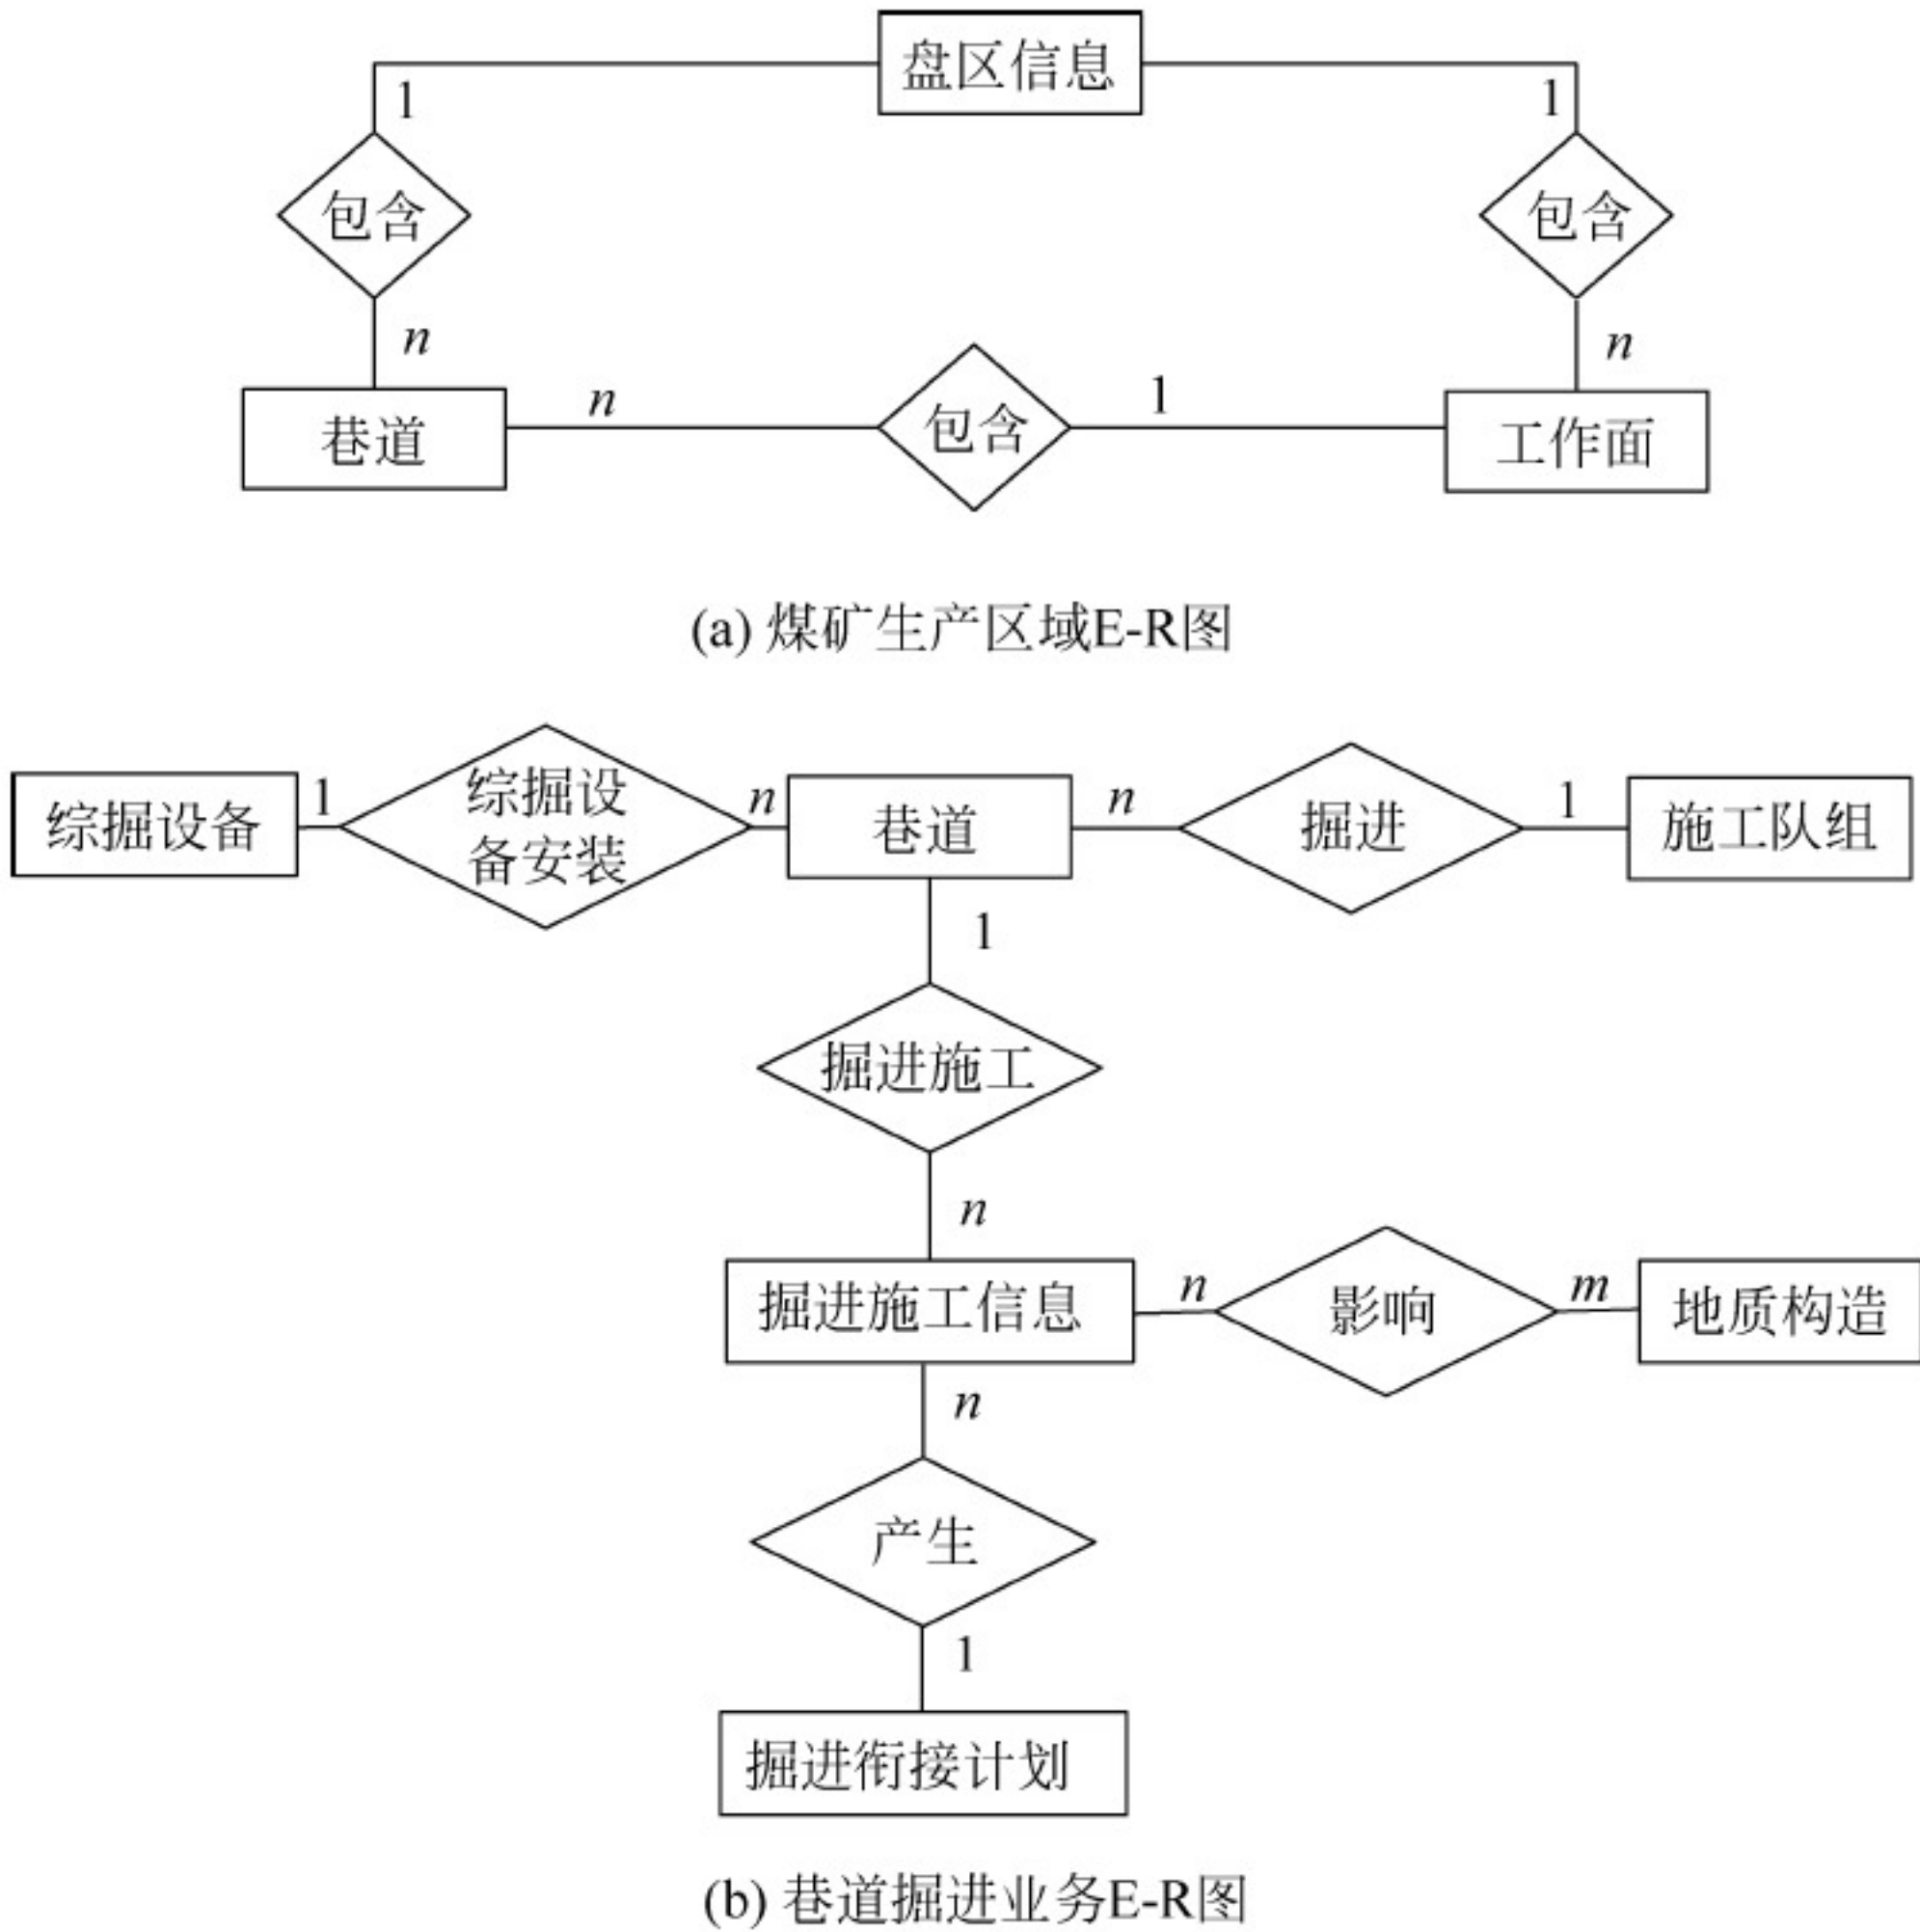 盘区信息
1
1
包含
包含
n
n
巷道
n
包含
1
工作面
(a) 煤矿生产区域E-R图
综掘设备
1
综掘设
备安装
n
巷道
n
掘进
1
施工队组
1
掘进施工
n
掘进施工信息
n
影响
m
地质构造
n
产生
1
掘进衔接计划
(b) 巷道掘进业务E-R图